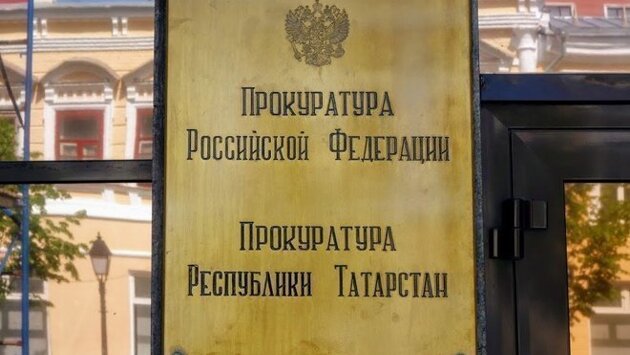 Прокуратура
Российской Федерации
Прокуратура
Республики Татарстан